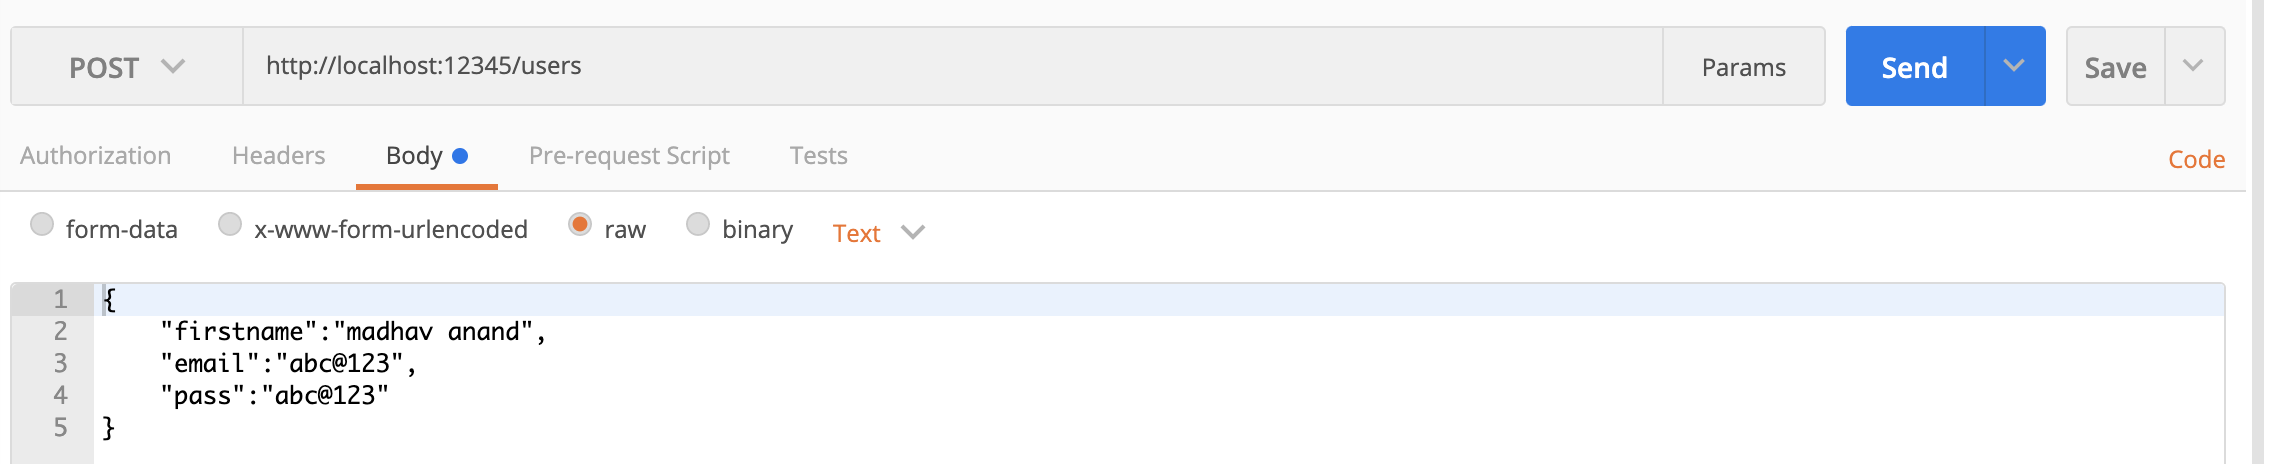 POST http://localhost:12345/users Params Send Save
Authorization Headers Body Pre-request Script Tests Code
form-data x-www-form-urlencoded raw binary Text
1 {
2 "firstname":"madhav anand",
3 "email":"abc@123",
4 "pass":"abc@123"
5 }